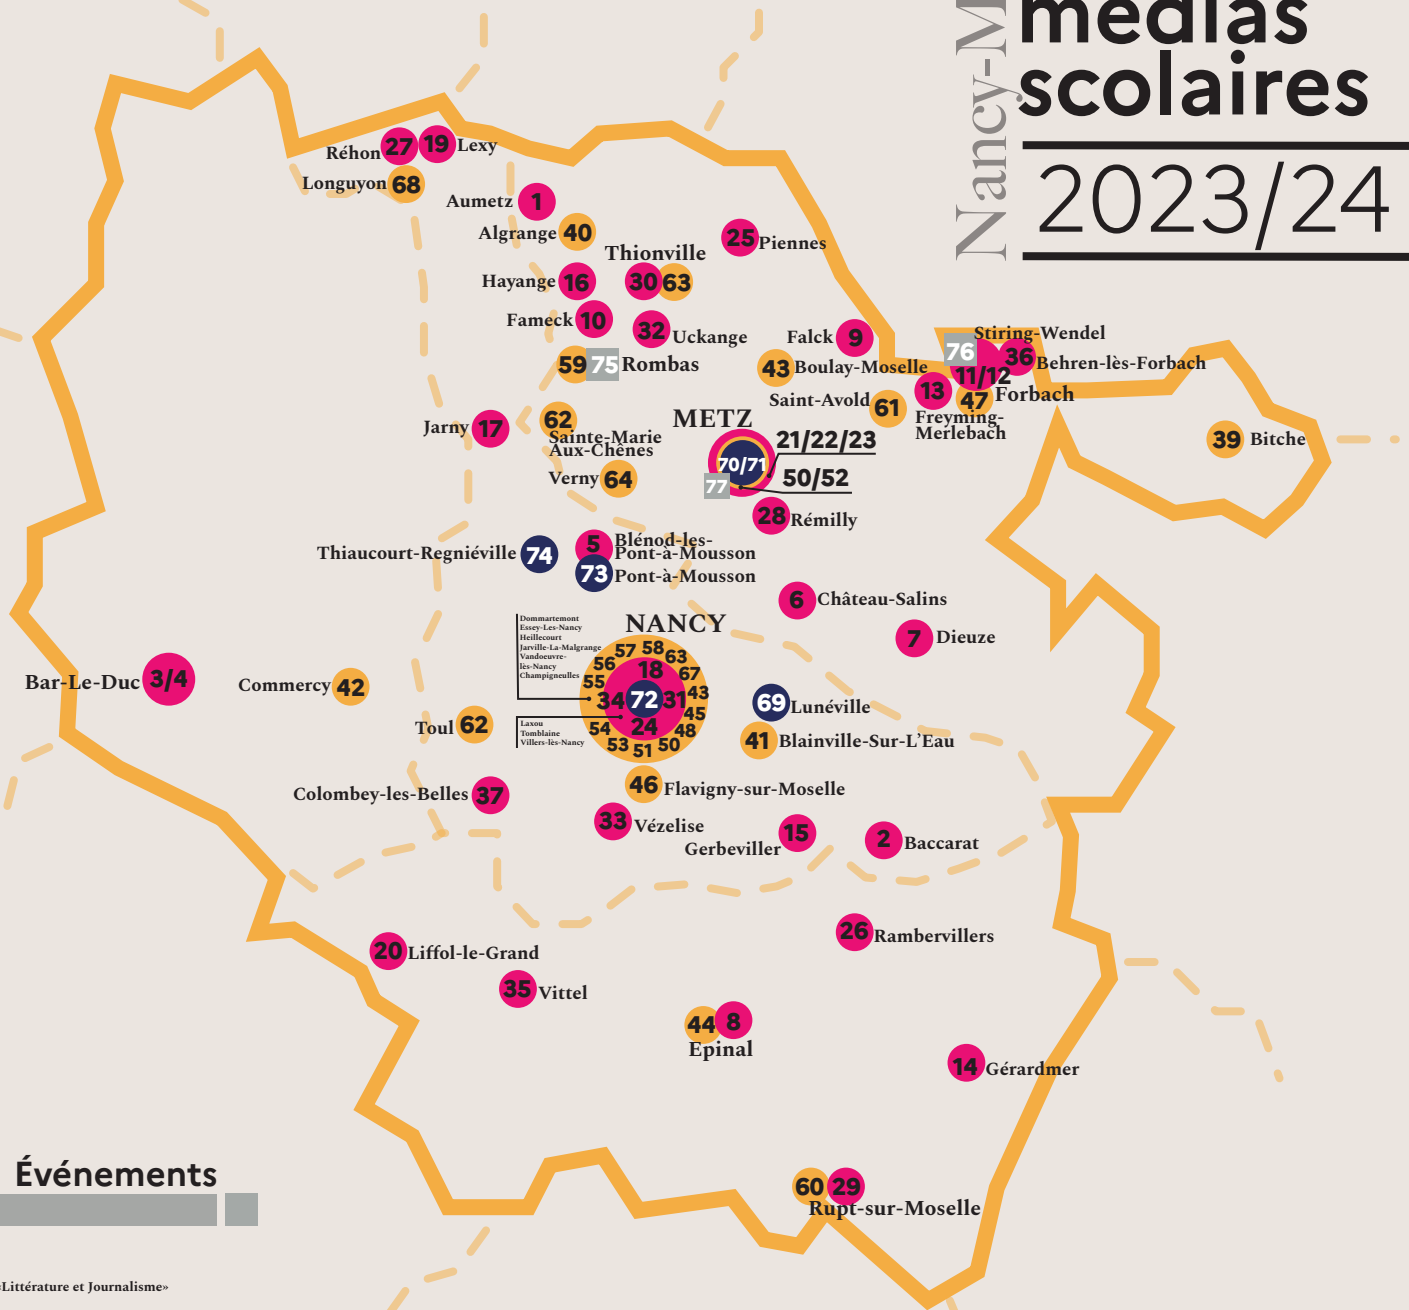 médias
scolaires
Nancy-M
2023/24
Réhon 27 19 Lexy
Longuyon 68
Aumetz 1
Algrange 40
25 Piennes
Thionville
Hayange 16 30 63
Fameck 10
32 Uckange
Falck 9
Stiring-Wendel
76 36 Behren-lès-Forbach
59 75 Rombas
43 Boulay-Moselle
11/12
13
47 Forbach
Saint-Avold 61
Freyming-
Merlebach
Jarny 17
62
Sainte-Marie
Aux-Chênes
METZ
21/22/23
70/71
77
50/52
39 Bitche
Verny 64
28 Rémilly
Thiaucourt-Regniéville 74
5 Blénod-les-
Pont-à-Mousson
73 Pont-à-Mousson
6 Château-Salins
7 Dieuze
NANCY
Dommartemont
Essey-Les-Nancy
Heillecourt
Jarville-La-Malgrange
Vandoeuvre-
lès-Nancy
Champigneulles
57 58 63
56 18 67
55 34 72 31 43
45
54 24 48
53 51 50
Laxou
Tomblaine
Villers-lès-Nancy
Bar-Le-Duc 3/4
Commercy 42
Toul 62
69 Lunéville
41 Blainville-Sur-L'Eau
46 Flavigny-sur-Moselle
Colombey-les-Belles 37
33 Vézelise
Gerbeviller 15
2 Baccarat
20 Liffol-le-Grand
26 Rambervillers
35 Vittel
44 8
Epinal
14 Gérardmer
60 29
Rupt-sur-Moselle
Événements
«Littérature et Journalisme»